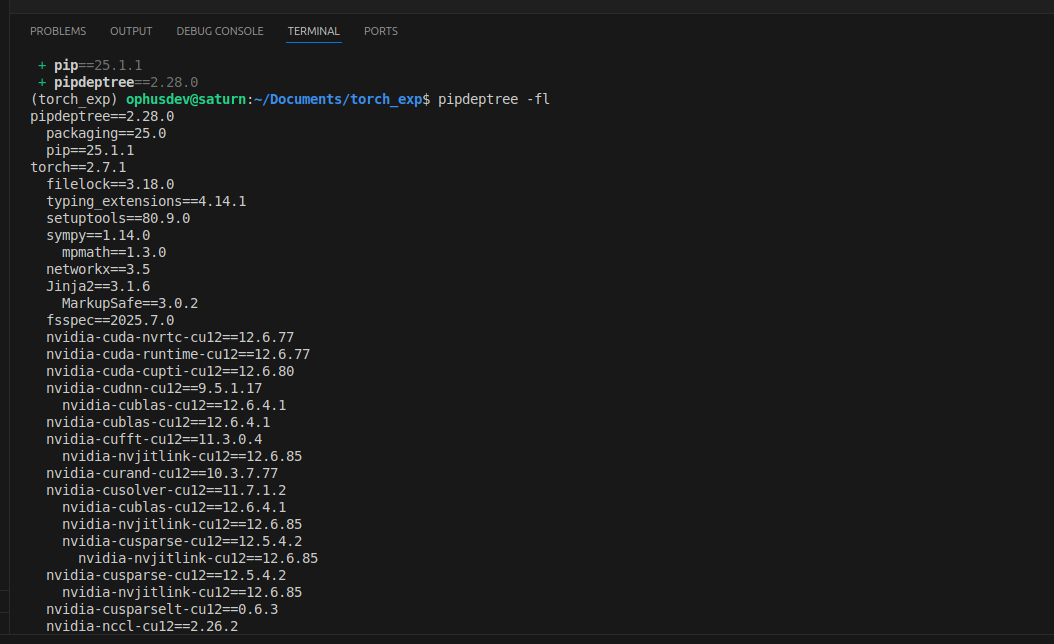 PROBLEMS OUTPUT DEBUG CONSOLE TERMINAL PORTS
+ pip==25.1.1
+ pipdeptree==2.28.0
(torch_exp) ophusdev@saturn:~/Documents/torch_exp$ pipdeptree -fl
pipdeptree==2.28.0
  packaging==25.0
  pip==25.1.1
torch==2.7.1
  filelock==3.18.0
  typing_extensions==4.14.1
  setuptools==80.9.0
  sympy==1.14.0
    mpmath==1.3.0
  networkx==3.5
  Jinja2==3.1.6
    MarkupSafe==3.0.2
  fsspec==2025.7.0
  nvidia-cuda-nvrtc-cu12==12.6.77
  nvidia-cuda-runtime-cu12==12.6.77
  nvidia-cuda-cupti-cu12==12.6.80
  nvidia-cudnn-cu12==9.5.1.17
    nvidia-cublas-cu12==12.6.4.1
  nvidia-cublas-cu12==12.6.4.1
  nvidia-cufft-cu12==11.3.0.4
    nvidia-nvjitlink-cu12==12.6.85
  nvidia-curand-cu12==10.3.7.77
  nvidia-cusolver-cu12==11.7.1.2
    nvidia-cublas-cu12==12.6.4.1
    nvidia-nvjitlink-cu12==12.6.85
    nvidia-cusparse-cu12==12.5.4.2
      nvidia-nvjitlink-cu12==12.6.85
  nvidia-cusparse-cu12==12.5.4.2
    nvidia-nvjitlink-cu12==12.6.85
  nvidia-cusparselt-cu12==0.6.3
  nvidia-nccl-cu12==2.26.2